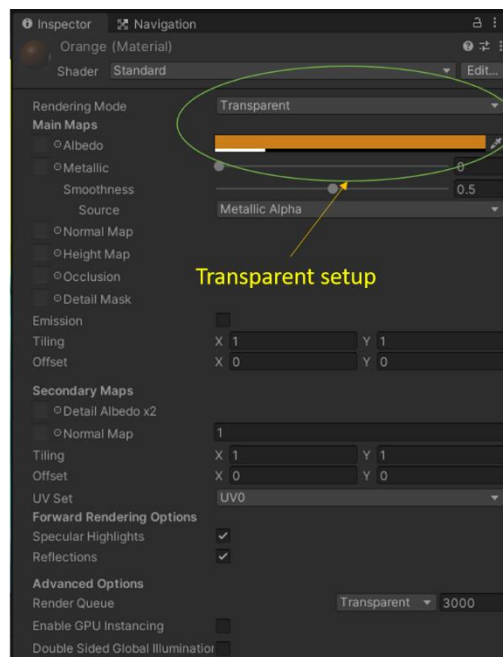 Inspector Navigation
Orange (Material)
Shader Standard Edit...
Rendering Mode Transparent
Main Maps
Albedo
Metallic 0
Smoothness 0.5
Source Metallic Alpha
Normal Map
Height Map
Occlusion
Transparent setup
Detail Mask
Emission
Tiling X 1 Y 1
Offset X 0 Y 0
Secondary Maps
Detail Albedo x2
Normal Map 1
Tiling X 1 Y 1
Offset X 0 Y 0
UV Set UV0
Forward Rendering Options
Specular Highlights
Reflections
Advanced Options
Render Queue Transparent 3000
Enable GPU Instancing
Double Sided Global Illumination